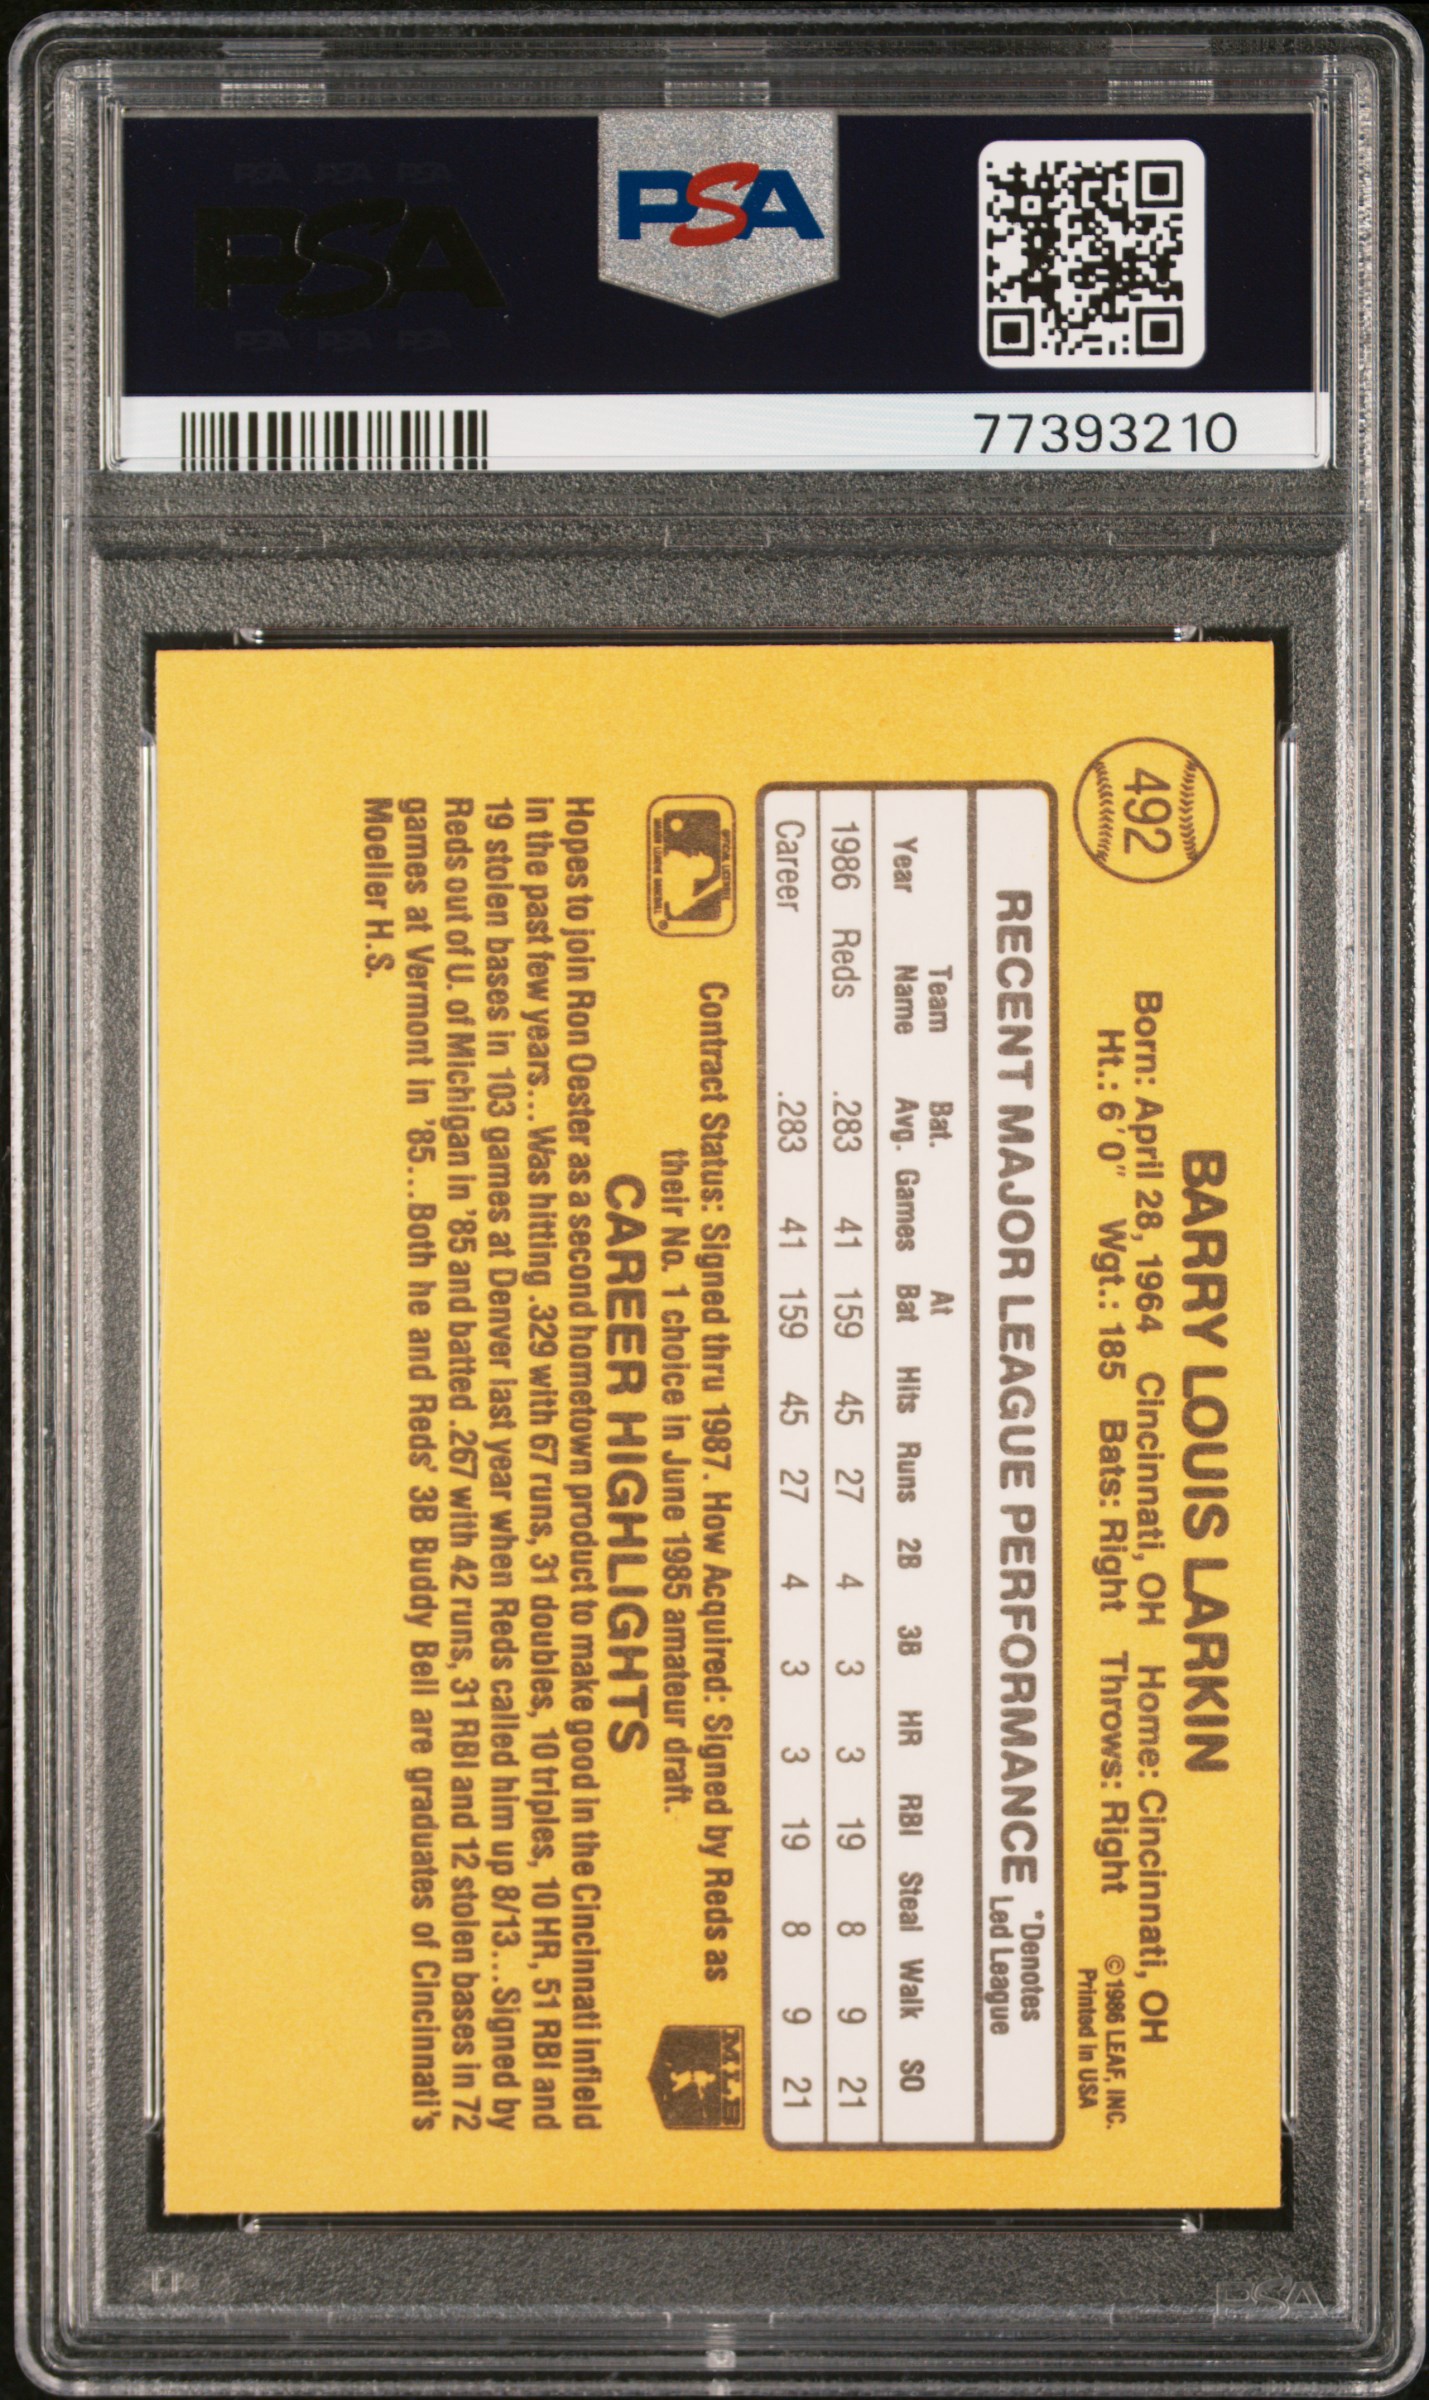 PSA PSA PSA
PSA
PSA PSA PSA
PSA
77393210
492
BARRY LOUIS LARKIN
Born: April 28, 1964 Cincinnati, OH Home: Cincinnati, OH
Ht.: 6'0" Wgt.: 185 Bats: Right Throws: Right
© 1986 LEAF, INC.
Printed in USA
RECENT MAJOR LEAGUE PERFORMANCE
*Denotes
Led League
Team Bat. At
Year Name Avg. Games Bat Hits Runs 2B 3B HR RBI Steal Walk SO
1986 Reds .283 41 159 45 27 4 3 3 19 8 9 21
Career .283 41 159 45 27 4 3 3 19 8 9 21
Contract Status: Signed thru 1987. How Acquired: Signed by Reds as
their No. 1 choice in June 1985 amateur draft.
MLB
CAREER HIGHLIGHTS
Hopes to join Ron Oester as a second hometown product to make good in the Cincinnati infield
in the past few years...Was hitting .329 with 67 runs, 31 doubles, 10 triples, 10 HR, 51 RBI and
19 stolen bases in 103 games at Denver last year when Reds called him up 8/13...Signed by
Reds out of U. of Michigan in '85 and batted .267 with 42 runs, 31 RBI and 12 stolen bases in 72
games at Vermont in '85...Both he and Reds' 3B Buddy Bell are graduates of Cincinnati's
Moeller H.S.
PSA